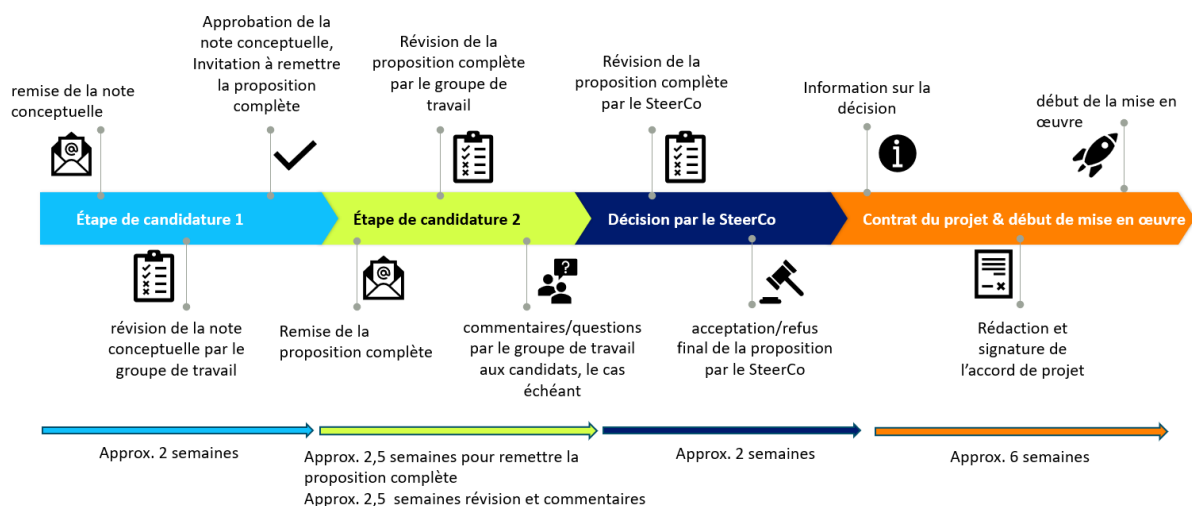 remise de la note
conceptuelle
Approbation de la
note conceptuelle,
Invitation à remettre
la proposition
complète
Révision de la
proposition complète
par le groupe de
travail
Révision de la
proposition complète
par le SteerCo
Information sur la
décision
début de la mise en
œuvre
Étape de candidature 1
Étape de candidature 2
Décision par le SteerCo
Contrat du projet & début de mise en œuvre
révision de la note
conceptuelle par le
groupe de travail
Remise de la
proposition complète
commentaires/questions
par le groupe de travail
aux candidats, le cas
échéant
acceptation/refus
final de la proposition
par le SteerCo
Rédaction et
signature de
l’accord de projet
Approx. 2 semaines
Approx. 2,5 semaines pour remettre la
proposition complète
Approx. 2,5 semaines révision et commentaires
Approx. 2 semaines
Approx. 6 semaines